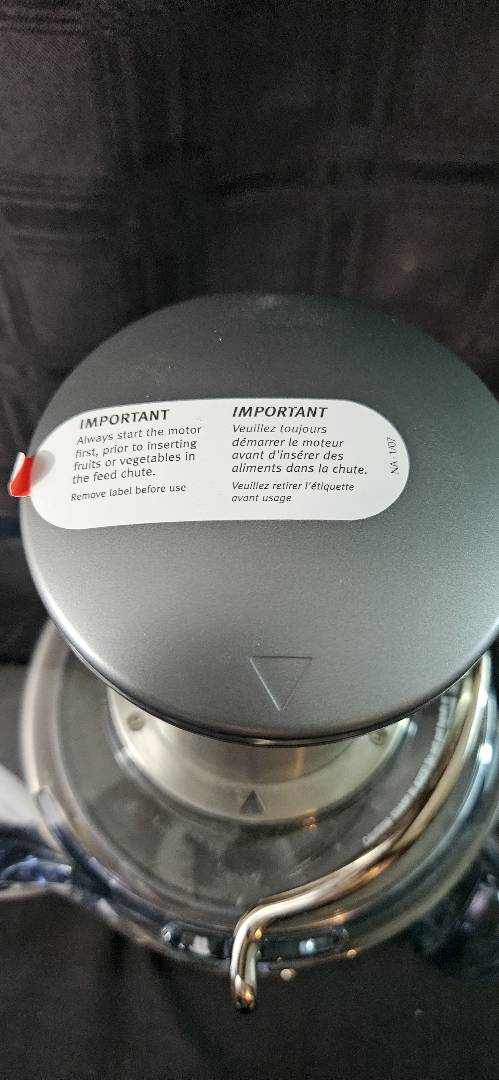 IMPORTANT
Always start the motor
first, prior to inserting
fruits or vegetables in
the feed chute.
Remove label before use
IMPORTANT
Veuillez toujours
démarrer le moteur
avant d'insérer des
aliments dans la chute.
Veuillez retirer l'étiquette
avant usage
NA-1/07